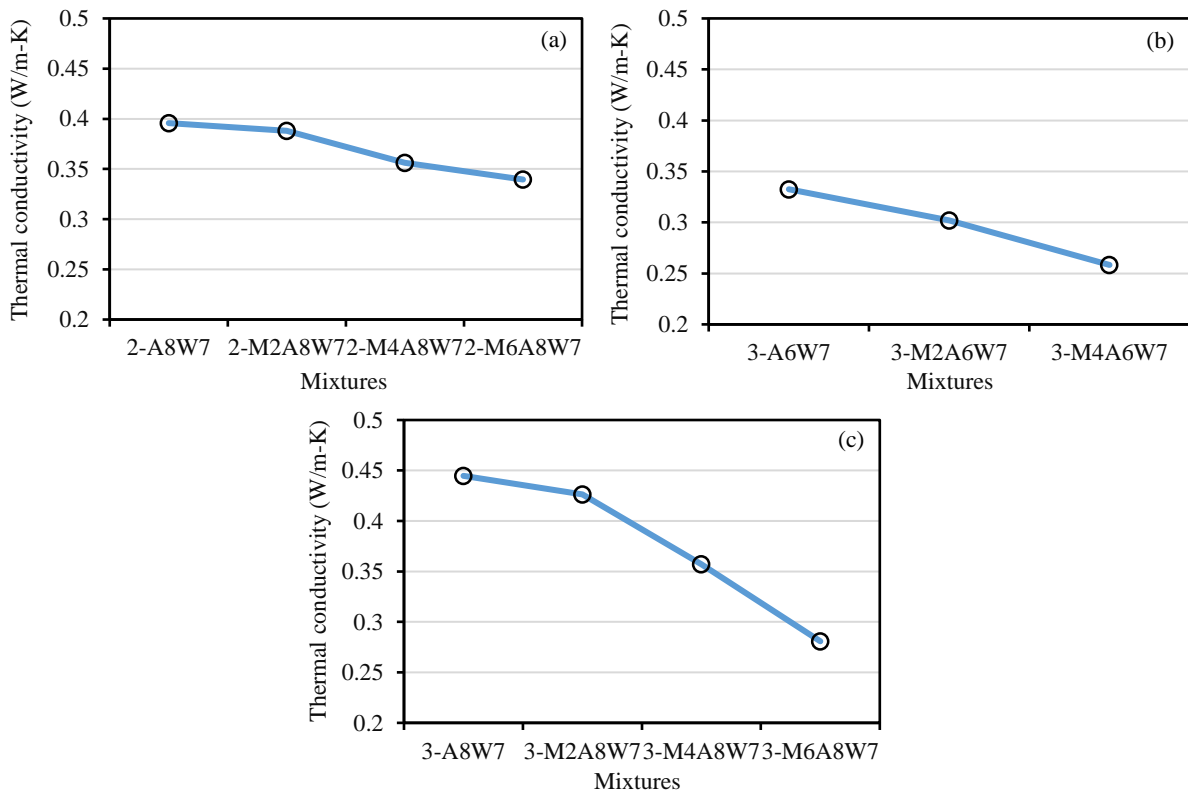 (a)
Thermal conductivity (W/m-K)
0.5
0.45
0.4
0.35
0.3
0.25
0.2
2-A8W7 2-M2A8W7 2-M4A8W7 2-M6A8W7
Mixtures
(b)
Thermal conductivity (W/m-K)
0.5
0.45
0.4
0.35
0.3
0.25
0.2
3-A6W7 3-M2A6W7 3-M4A6W7
Mixtures
(c)
Thermal conductivity (W/m-K)
0.5
0.45
0.4
0.35
0.3
0.25
0.2
3-A8W7 3-M2A8W7 3-M4A8W7 3-M6A8W7
Mixtures